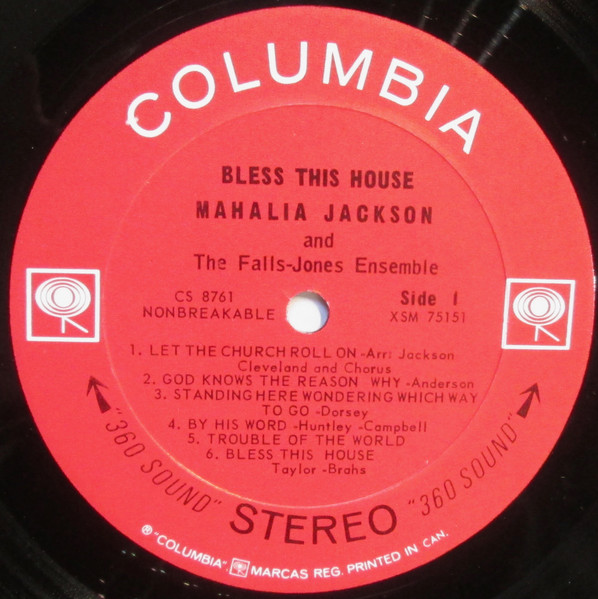 COLUMBIA
BLESS THIS HOUSE
MAHALIA JACKSON
and
The Falls-Jones Ensemble
CS 8761
NONBREAKABLE
Side 1
XSM 75151
1. LET THE CHURCH ROLL ON -Arr: Jackson
Cleveland and Chorus
2. GOD KNOWS THE REASON WHY -Anderson
3. STANDING HERE WONDERING WHICH WAY
TO GO -Dorsey
4. BY HIS WORD -Huntley -Campbell
5. TROUBLE OF THE WORLD
6. BLESS THIS HOUSE
Taylor -Brahs
"360 SOUND" STEREO "360 SOUND"
® "COLUMBIA", MARCAS REG. PRINTED IN CAN.